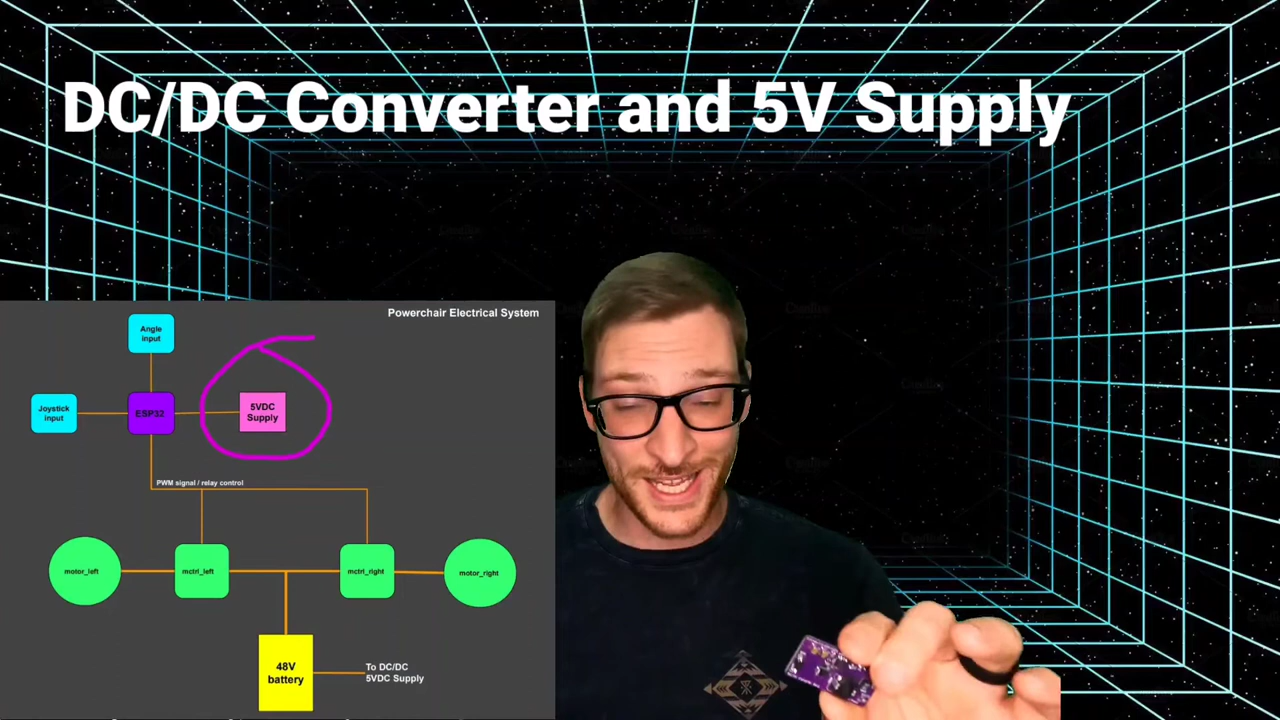 DC/DC Converter and 5V Supply
Powerchair Electrical System
Angle
input
Joystick
input
ESP32
5VDC
Supply
PWM signal / relay control
motor_left
mctrl_left
mctrl_right
motor_right
48V
battery
To DC/DC
5VDC Supply